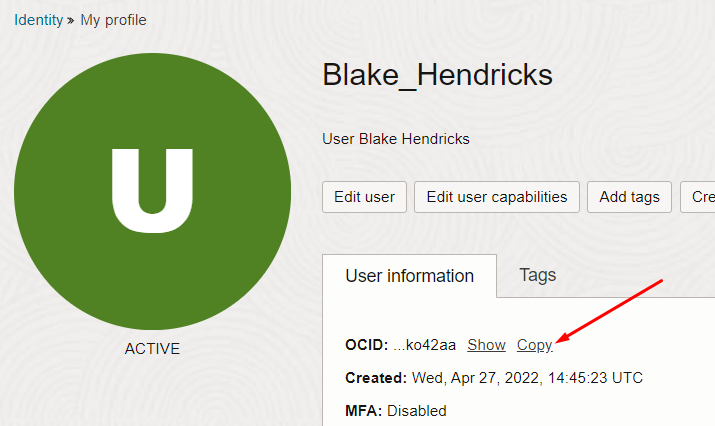 Identity » My profile
U
ACTIVE
Blake_Hendricks
User Blake Hendricks
Edit user Edit user capabilities Add tags Cre
User information Tags
OCID: ...ko42aa Show Copy
Created: Wed, Apr 27, 2022, 14:45:23 UTC
MFA: Disabled